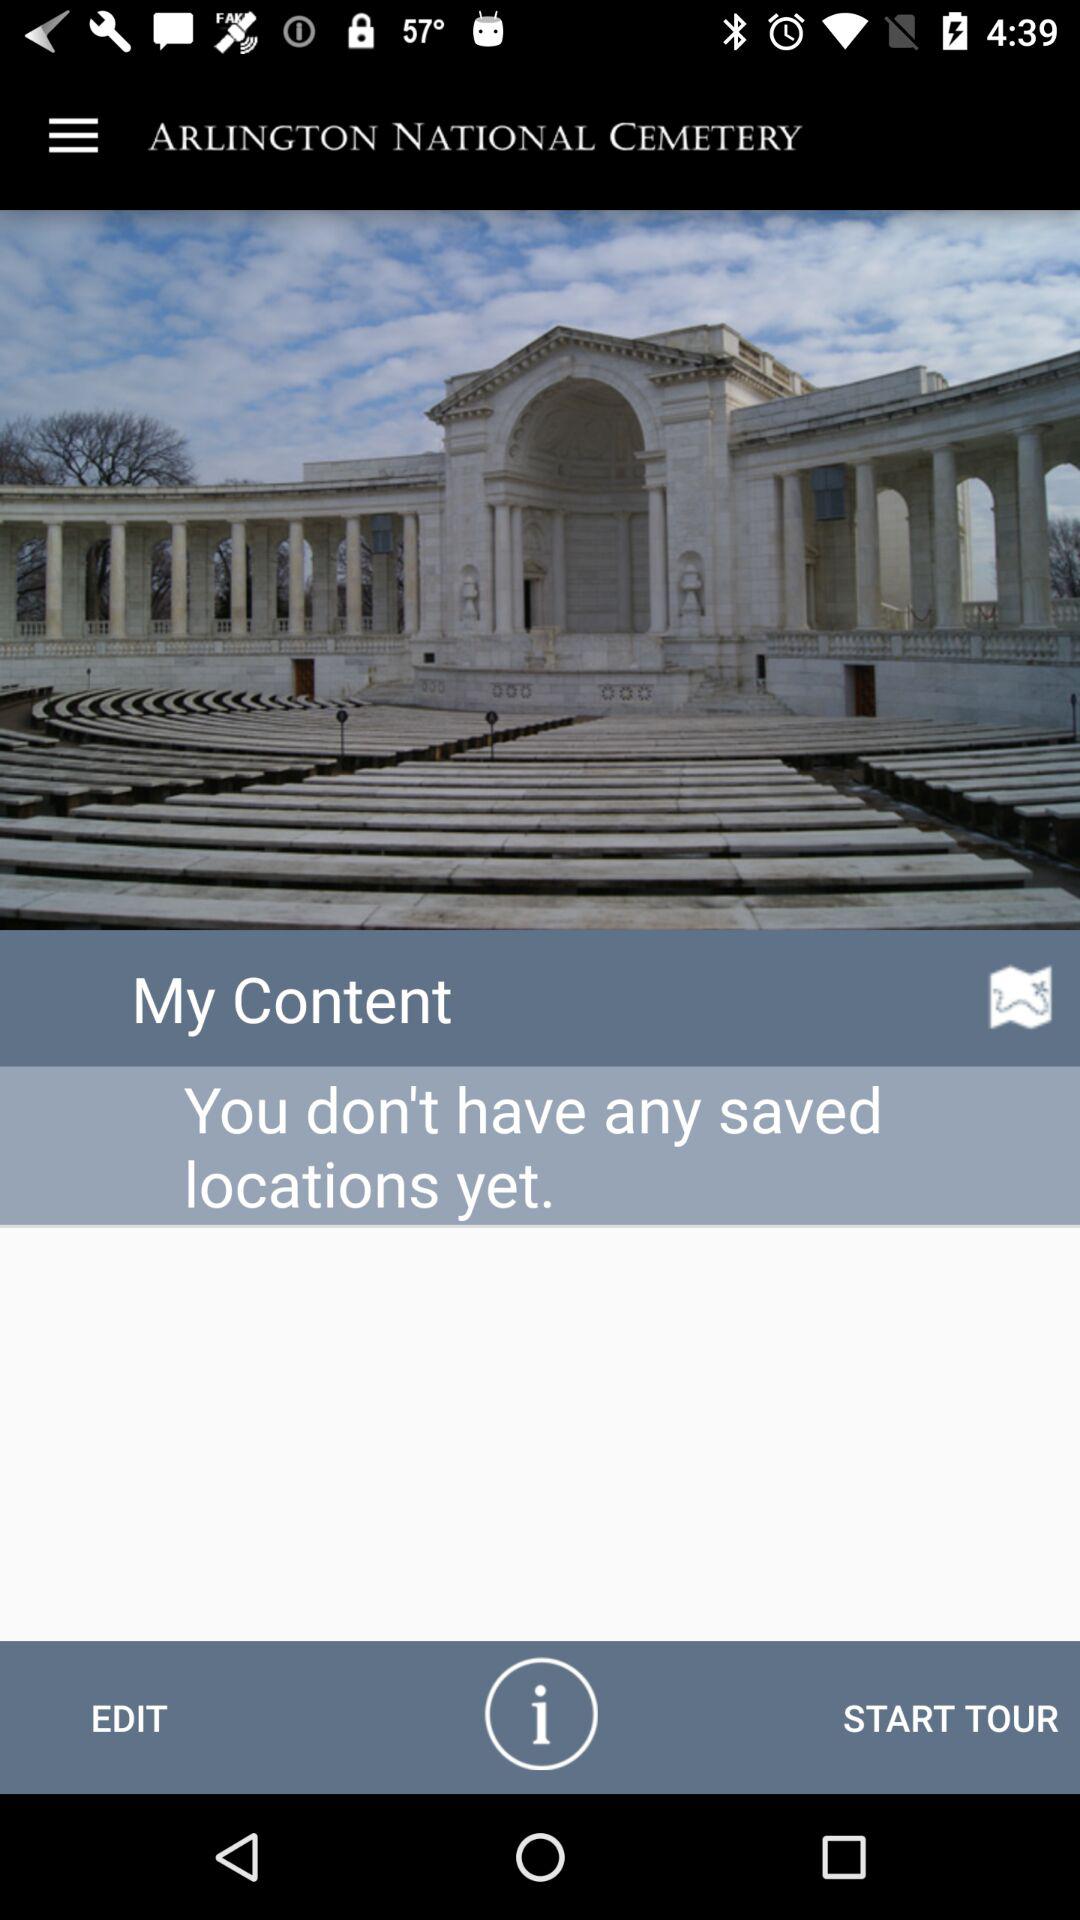 FAKE
57°
4:39
ARLINGTON NATIONAL CEMETERY
My Content
You don't have any saved
locations yet.
EDIT
i
START TOUR